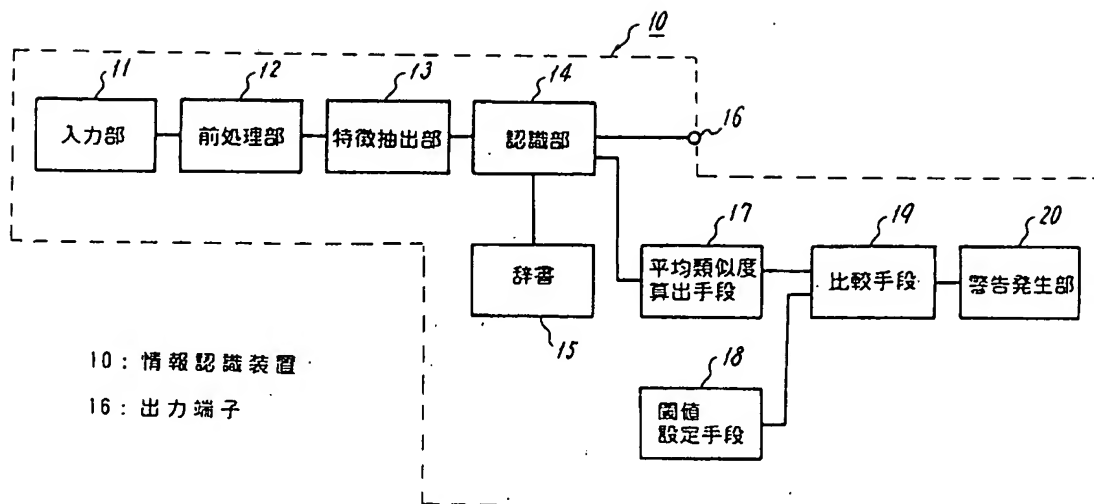 10
11
12
13
14
入力部
前処理部
特徴抽出部
認識部
16
17
19
20
辞書
平均類似度
算出手段
比較手段
警告発生部
15
18
閾値
設定手段
10:情報認識装置
16:出力端子